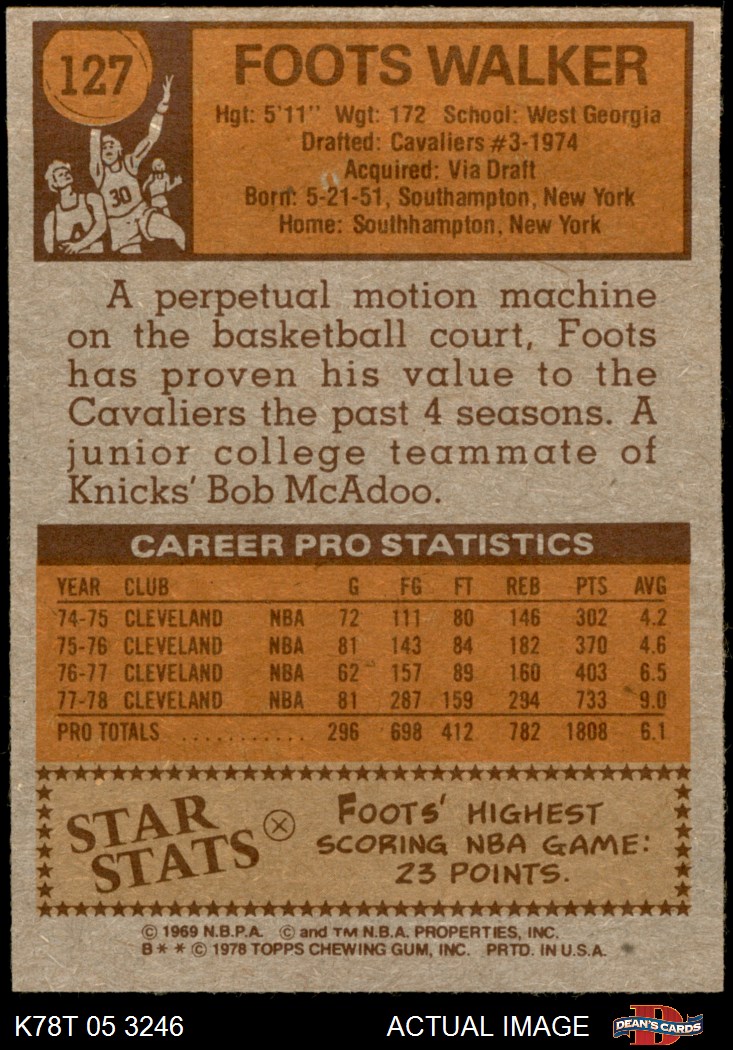 127
FOOTS WALKER
30
Hgt: 5'11" Wgt: 172 School: West Georgia
Drafted: Cavaliers #3-1974
Acquired: Via Draft
Born: 5-21-51, Southampton, New York
Home: Southhampton, New York
A perpetual motion machine
on the basketball court, Foots
has proven his value to the
Cavaliers the past 4 seasons. A
junior college teammate of
Knicks' Bob McAdoo.
CAREER PRO STATISTICS
YEAR CLUB G FG FT REB PTS AVG
74-75 CLEVELAND NBA 72 111 80 146 302 4.2
75-76 CLEVELAND NBA 81 143 84 182 370 4.6
76-77 CLEVELAND NBA 62 157 89 160 403 6.5
77-78 CLEVELAND NBA 81 287 159 294 733 9.0
PRO TOTALS ........... 296 698 412 782 1808 6.1
STAR
STATS
FOOTS' HIGHEST
SCORING NBA GAME:
23 POINTS.
© 1969 N.B.P.A. © and TM N.B.A. PROPERTIES, INC.
B * * © 1978 TOPPS CHEWING GUM, INC. PRTD. IN U.S.A.
K78T 05 3246 ACTUAL IMAGE
D
DEAN'S CARDS